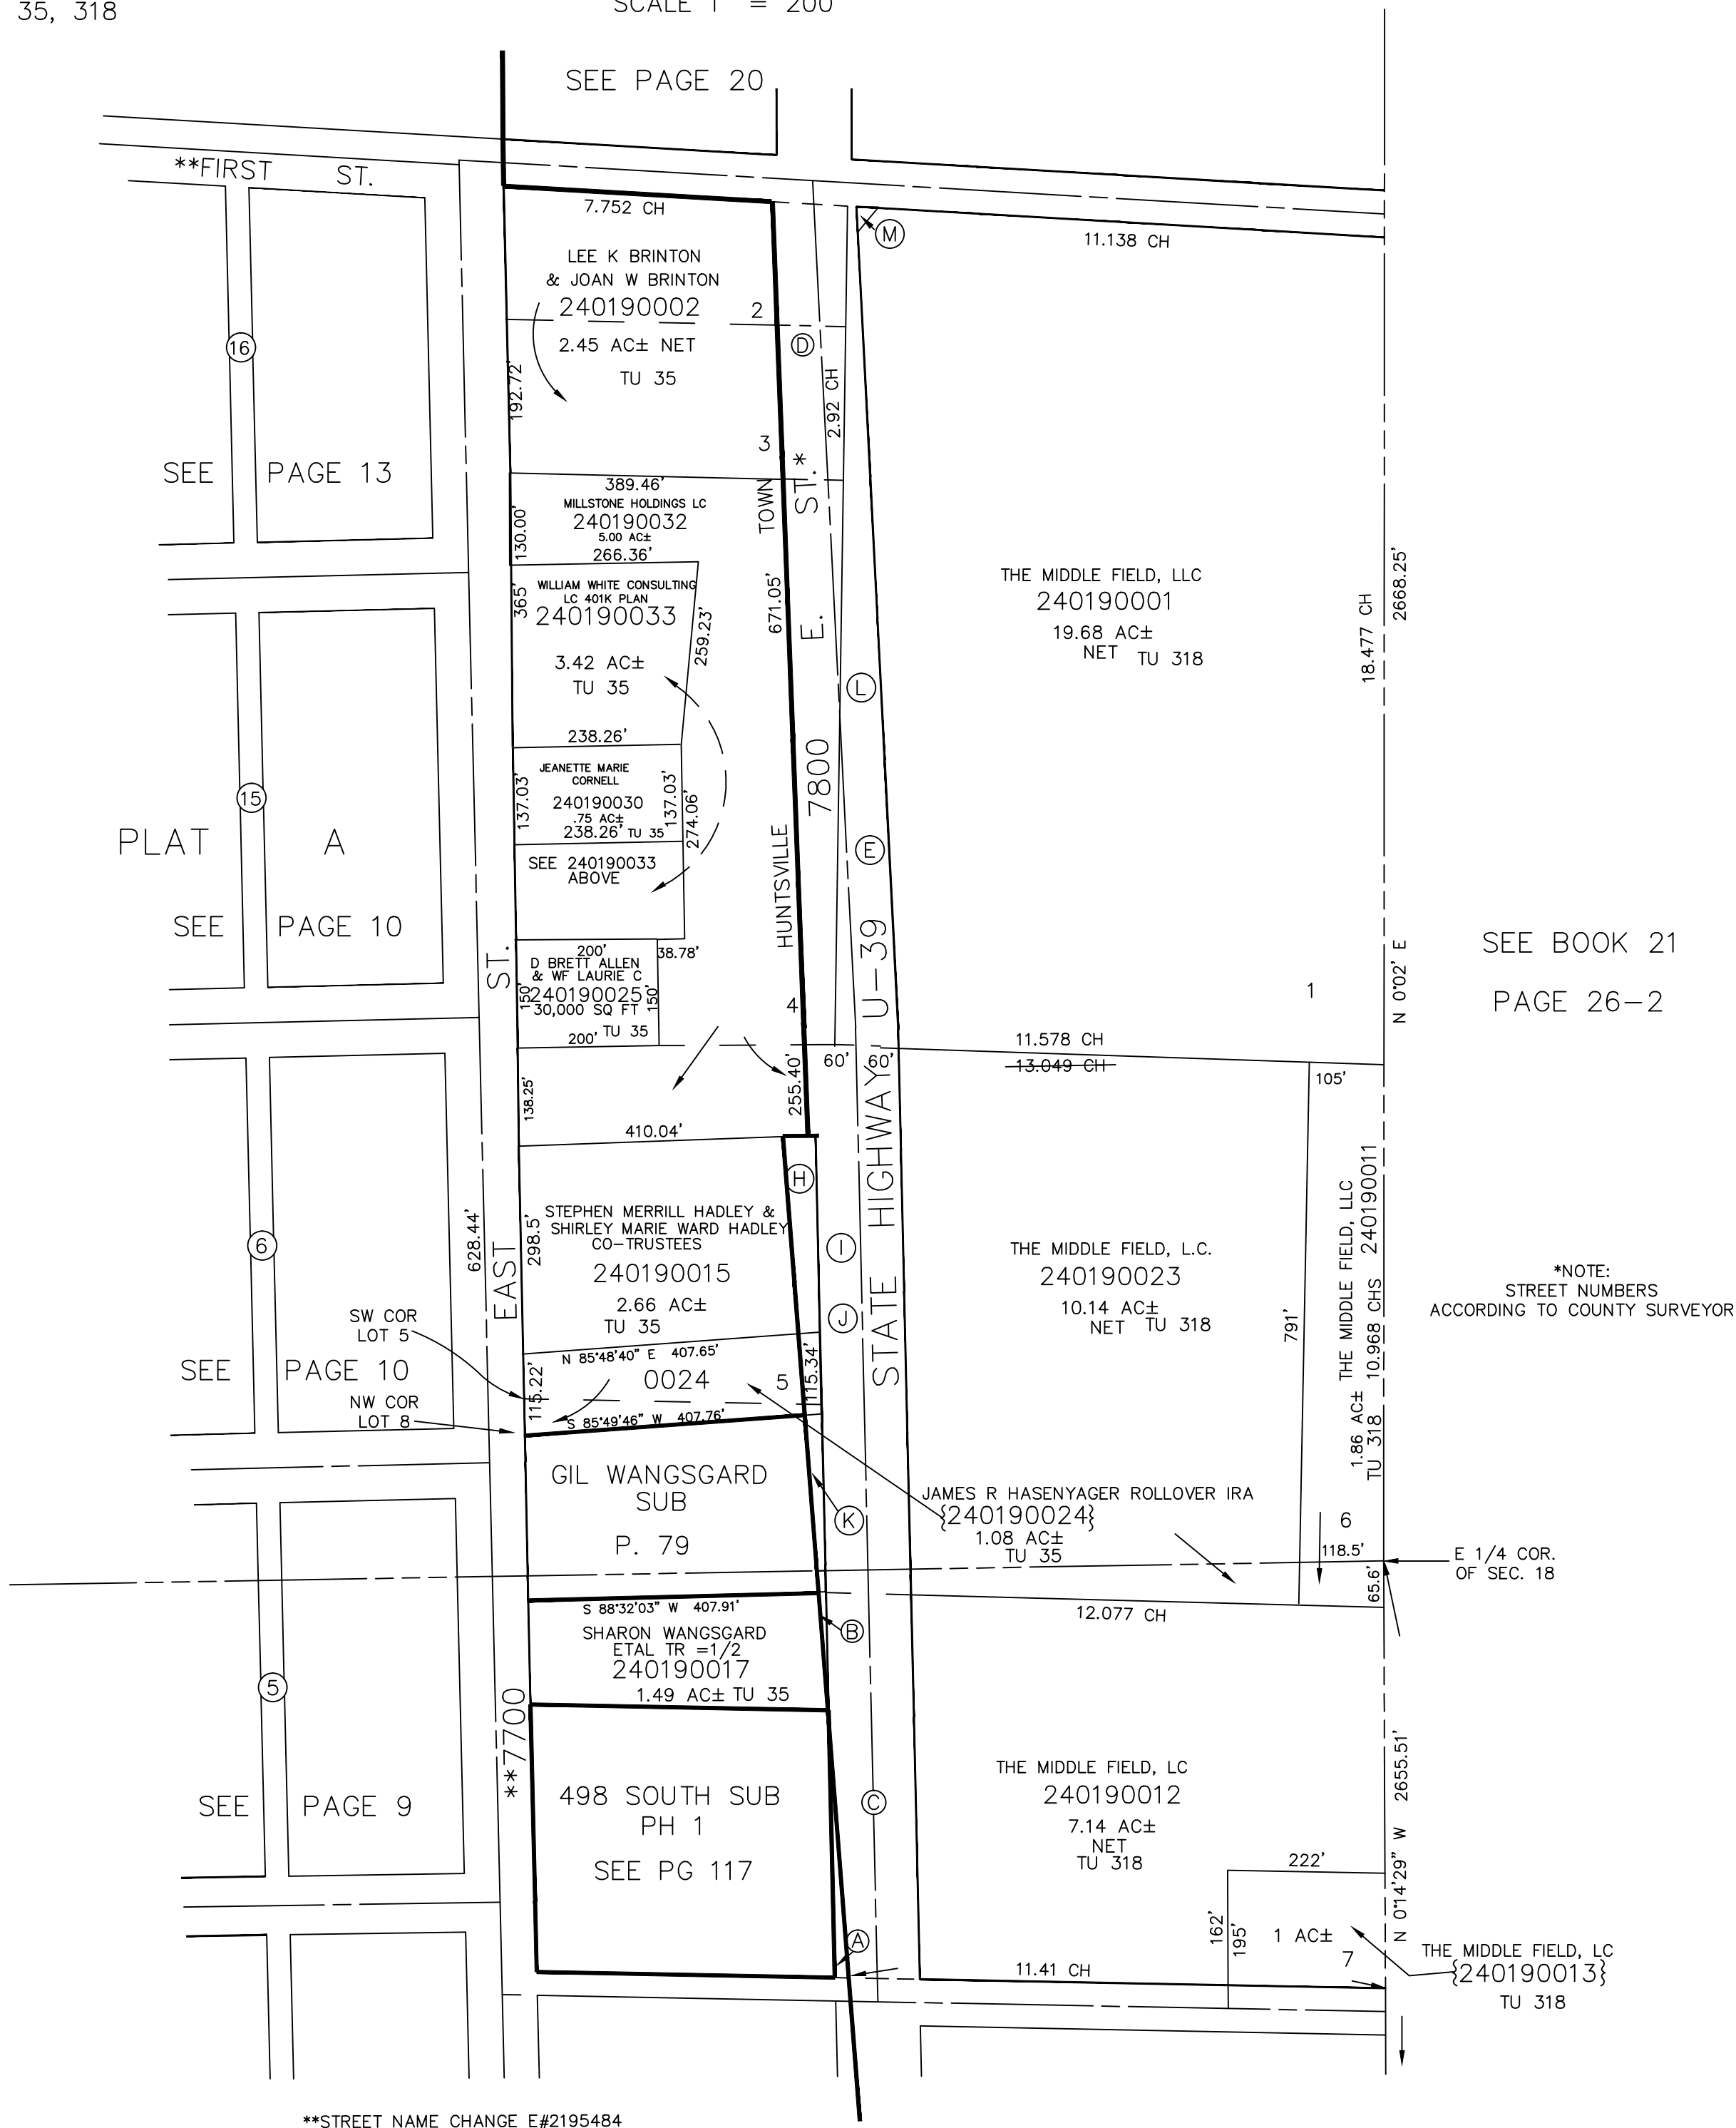 35, 318
SCALE 1" = 200'
SEE PAGE 20
**FIRST ST.
7.752 CH
M
11.138 CH
LEE K BRINTON
& JOAN W BRINTON
240190002
2
2.45 AC± NET
TU 35
D
192.72'
2.92 CH
16
3
SEE PAGE 13
389.46'
MILLSTONE HOLDINGS LC
240190032
5.00 AC±
266.36'
130.00'
TOWN
ST.*
WILLIAM WHITE CONSULTING
LC 401K PLAN
240190033
3.42 AC±
TU 35
365'
259.23'
671.05'
E.
THE MIDDLE FIELD, LLC
240190001
19.68 AC±
NET TU 318
18.477 CH
2668.25'
L
238.26'
JEANETTE MARIE
CORNELL
240190030
.75 AC±
238.26' TU 35
137.03'
137.03'
274.06'
7800
15
PLAT A
SEE 240190033
ABOVE
HUNTSVILLE
E
SEE PAGE 10
ST.
200'
38.78'
D BRETT ALLEN
& WF LAURIE C
240190025
30,000 SQ FT
200' TU 35
150'
150'
4
U-39
1
N 0°02' E
SEE BOOK 21
PAGE 26-2
11.578 CH
13.049 CH
60' 60'
105'
138.25'
255.40'
410.04'
H
HIGHWAY
STEPHEN MERRILL HADLEY &
SHIRLEY MARIE WARD HADLEY
CO-TRUSTEES
240190015
2.66 AC±
TU 35
628.44'
298.5'
EAST
6
I
J
STATE
THE MIDDLE FIELD, L.C.
240190023
10.14 AC±
NET TU 318
791'
THE MIDDLE FIELD, LLC 240190011
1.86 AC±
TU 318 10.968 CHS
*NOTE:
STREET NUMBERS
ACCORDING TO COUNTY SURVEYOR
SW COR
LOT 5
SEE PAGE 10
NW COR
LOT 8
N 85°48'40" E 407.65'
0024
5
115.22'
115.34'
S 85°49'46" W 407.76'
GIL WANGSGARD
SUB
P. 79
K
JAMES R HASENYAGER ROLLOVER IRA
{240190024}
1.08 AC±
TU 35
6
118.5'
65.6'
E 1/4 COR.
OF SEC. 18
12.077 CH
S 88°32'03" W 407.91'
SHARON WANGSGARD
ETAL TR =1/2
240190017
1.49 AC± TU 35
B
5
**7700
498 SOUTH SUB
PH 1
SEE PG 117
SEE PAGE 9
C
THE MIDDLE FIELD, LC
240190012
7.14 AC±
NET
TU 318
N 0°14'29" W 2655.51'
222'
162'
195'
1 AC±
7
A
11.41 CH
THE MIDDLE FIELD, LC
{240190013}
TU 318
**STREET NAME CHANGE E#2195484